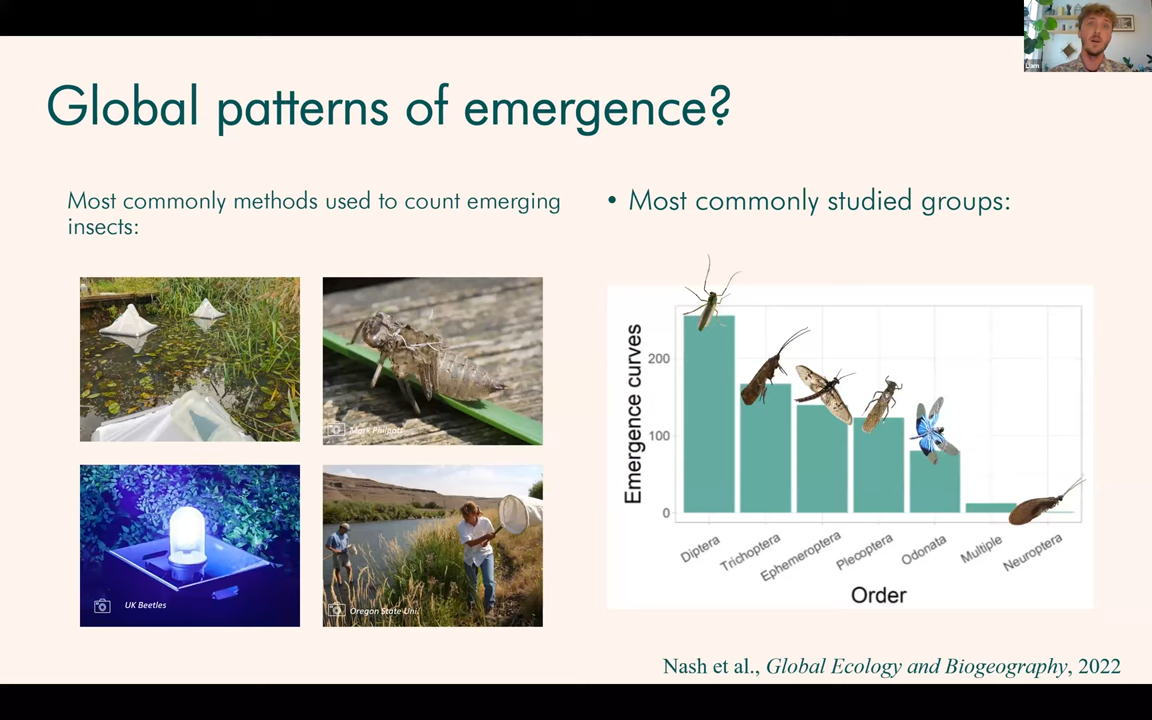 Liam
Global patterns of emergence?
Most commonly methods used to count emerging
insects:
• Most commonly studied groups:
Mark Philpott
UK Beetles
Oregon State Uni.
Emergence curves
200
100
0
Diptera
Trichoptera
Ephemeroptera
Plecoptera
Odonata
Multiple
Neuroptera
Order
Nash et al., Global Ecology and Biogeography, 2022